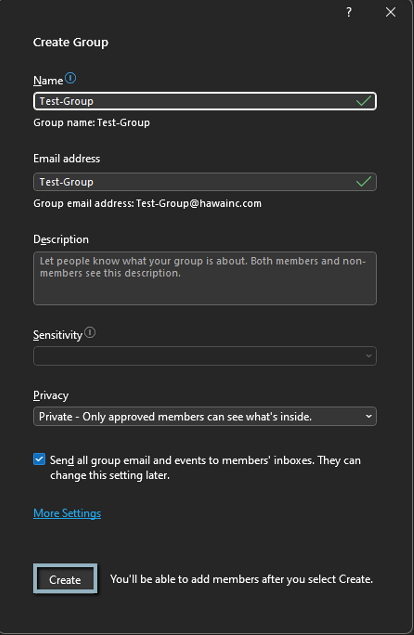 ?
Create Group
Name
Test-Group
Group name: Test-Group
Email address
Test-Group
Group email address: Test-Group@hawainc.com
Description
Let people know what your group is about. Both members and non-
members see this description.
Sensitivity
Privacy
Private - Only approved members can see what's inside.
Send all group email and events to members' inboxes. They can
change this setting later.
More Settings
Create
You'll be able to add members after you select Create.